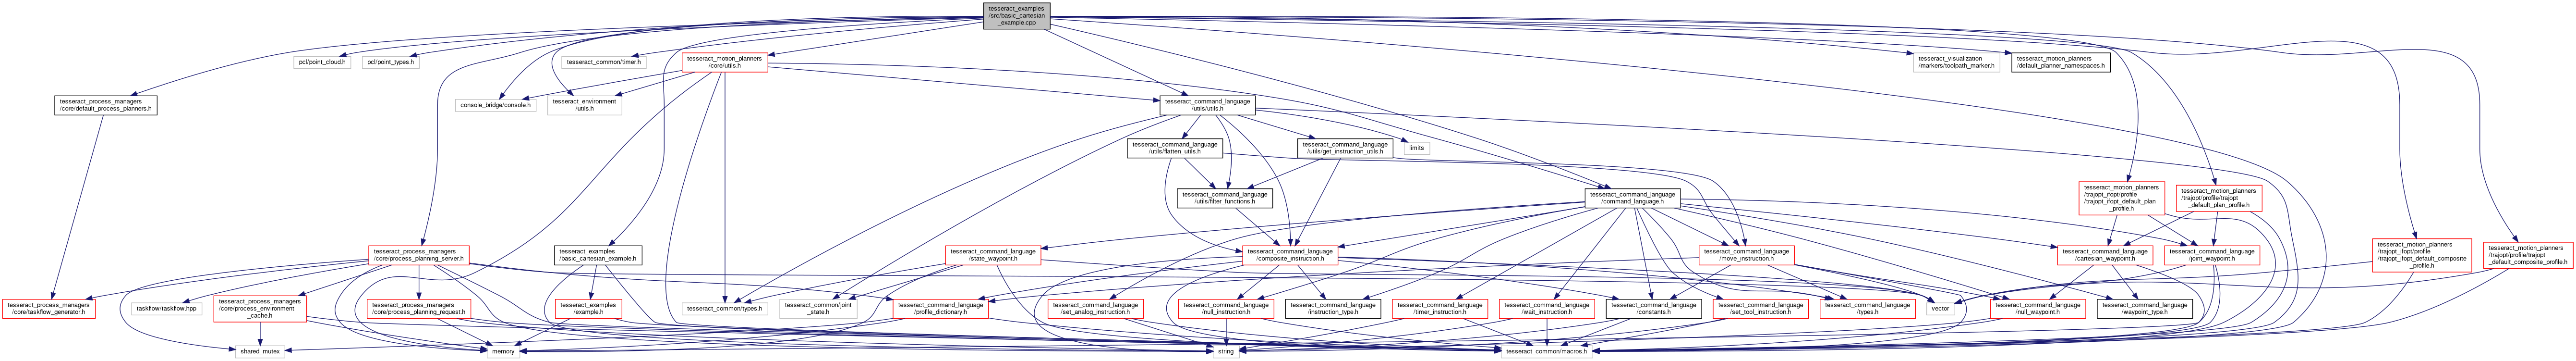 tesseract_examples
/src/basic_cartesian
_example.cpp
pcl/point_cloud.h
pcl/point_types.h
tesseract_common/timer.h
tesseract_motion_planners
/core/utils.h
tesseract_visualization
/markers/toolpath_marker.h
tesseract_motion_planners
/default_planner_namespaces.h
tesseract_process_managers
/core/default_process_planners.h
console_bridge/console.h
tesseract_environment
/utils.h
tesseract_command_language
/utils/utils.h
tesseract_command_language
/utils/flatten_utils.h
tesseract_command_language
/utils/get_instruction_utils.h
limits
tesseract_command_language
/utils/filter_functions.h
tesseract_command_language
/command_language.h
tesseract_motion_planners
/trajopt_ifopt/profile
/trajopt_ifopt_default_plan
_profile.h
tesseract_motion_planners
/trajopt/profile/trajopt
_default_plan_profile.h
tesseract_process_managers
/core/process_planning_server.h
tesseract_examples
/basic_cartesian_example.h
tesseract_command_language
/state_waypoint.h
tesseract_command_language
/composite_instruction.h
tesseract_command_language
/move_instruction.h
tesseract_command_language
/cartesian_waypoint.h
tesseract_command_language
/joint_waypoint.h
tesseract_motion_planners
/trajopt_ifopt/profile
/trajopt_ifopt_default_composite
_profile.h
tesseract_motion_planners
/trajopt/profile/trajopt
_default_composite_profile.h
tesseract_process_managers
/core/taskflow_generator.h
taskflow/taskflow.hpp
tesseract_process_managers
/core/process_environment
_cache.h
tesseract_process_managers
/core/process_planning_request.h
tesseract_examples
/example.h
tesseract_common/types.h
tesseract_common/joint
_state.h
tesseract_command_language
/profile_dictionary.h
tesseract_command_language
/set_analog_instruction.h
tesseract_command_language
/null_instruction.h
tesseract_command_language
/instruction_type.h
tesseract_command_language
/timer_instruction.h
tesseract_command_language
/wait_instruction.h
tesseract_command_language
/constants.h
tesseract_command_language
/set_tool_instruction.h
tesseract_command_language
/types.h
vector
tesseract_command_language
/null_waypoint.h
tesseract_command_language
/waypoint_type.h
shared_mutex
memory
string
tesseract_common/macros.h